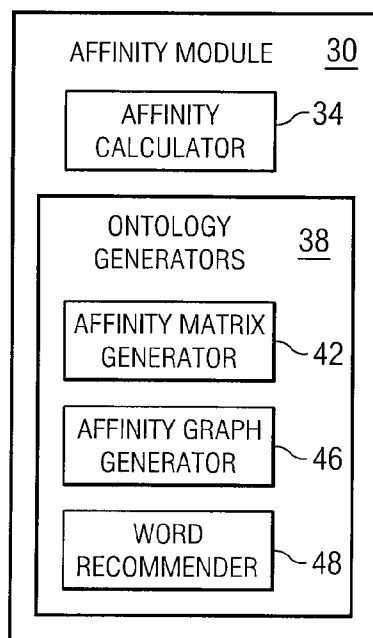 AFFINITY MODULE 30
AFFINITY
CALCULATOR
34
ONTOLOGY
GENERATORS
38
AFFINITY MATRIX
GENERATOR
42
AFFINITY GRAPH
GENERATOR
46
WORD
RECOMMENDER
48